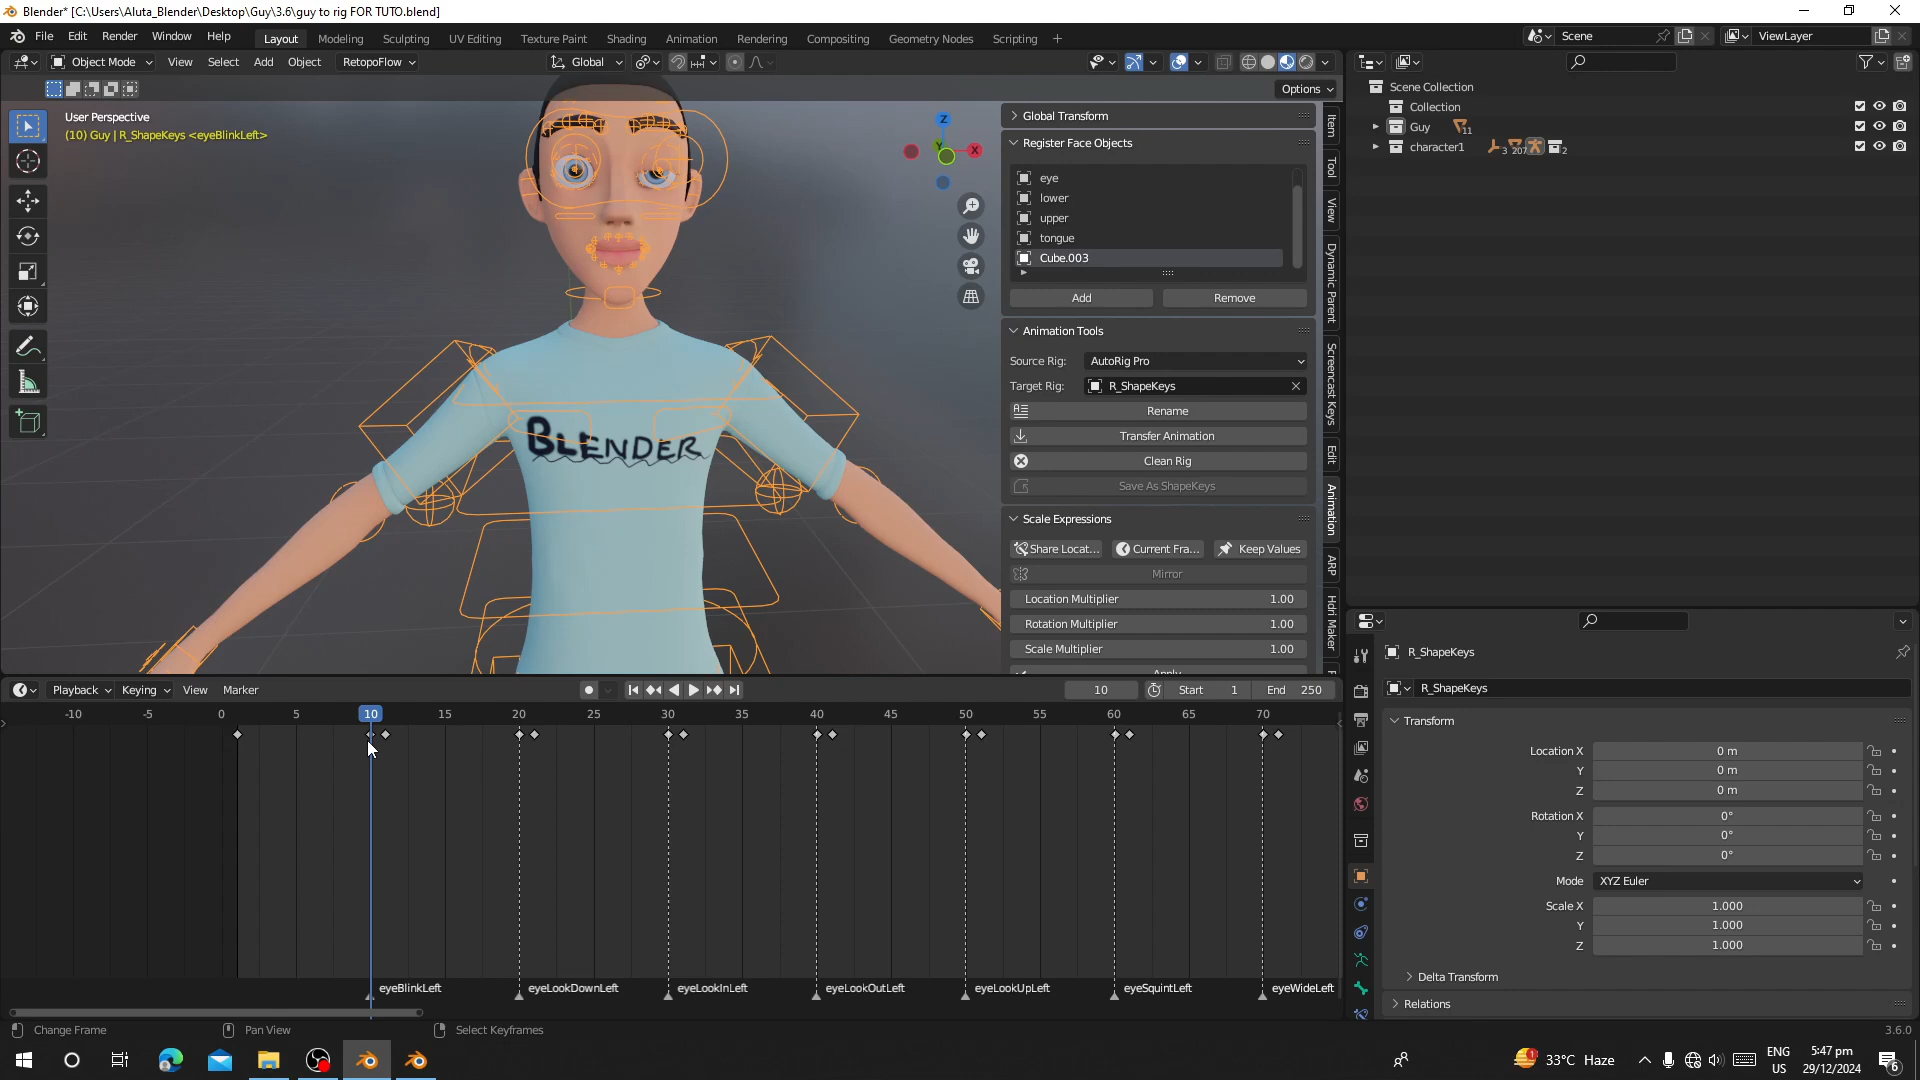 Blender* [C:\Users\Aluta_Blender\Desktop\Guy\3.6\guy to rig FOR TUTO.blend]
File Edit Render Window Help Layout Modeling Sculpting UV Editing Texture Paint Shading Animation Rendering Compositing Geometry Nodes Scripting + Scene ViewLayer
Object Mode View Select Add Object RetopoFlow Global
Options
User Perspective
(10) Guy | R_ShapeKeys <eyeBlinkLeft>
Z
X
Y
BLENDER
Global Transform
Register Face Objects
eye
lower
upper
tongue
Cube.003
Add Remove
Animation Tools
Source Rig: AutoRig Pro
Target Rig: R_ShapeKeys
Rename
Transfer Animation
Clean Rig
Save As ShapeKeys
Scale Expressions
Share Locat... Current Fra... Keep Values
Mirror
Location Multiplier 1.00
Rotation Multiplier 1.00
Scale Multiplier 1.00
Item
Tool
View
Dynamic Parent
Screencast Keys
Edit
Animation
ARP
Hdri Maker
Scene Collection
Collection
Guy 11
character1 3 207 2
R_ShapeKeys
R_ShapeKeys
Transform
Location X 0 m
Y 0 m
Z 0 m
Rotation X 0°
Y 0°
Z 0°
Mode XYZ Euler
Scale X 1.000
Y 1.000
Z 1.000
Delta Transform
Relations
Playback Keying View Marker 10 Start 1 End 250
-10 -5 0 5 10 15 20 25 30 35 40 45 50 55 60 65 70
eyeBlinkLeft eyeLookDownLeft eyeLookInLeft eyeLookOutLeft eyeLookUpLeft eyeSquintLeft eyeWideLeft
Change Frame Pan View Select Keyframes 3.6.0
33°C Haze ENG US 5:47 pm 29/12/2024 6